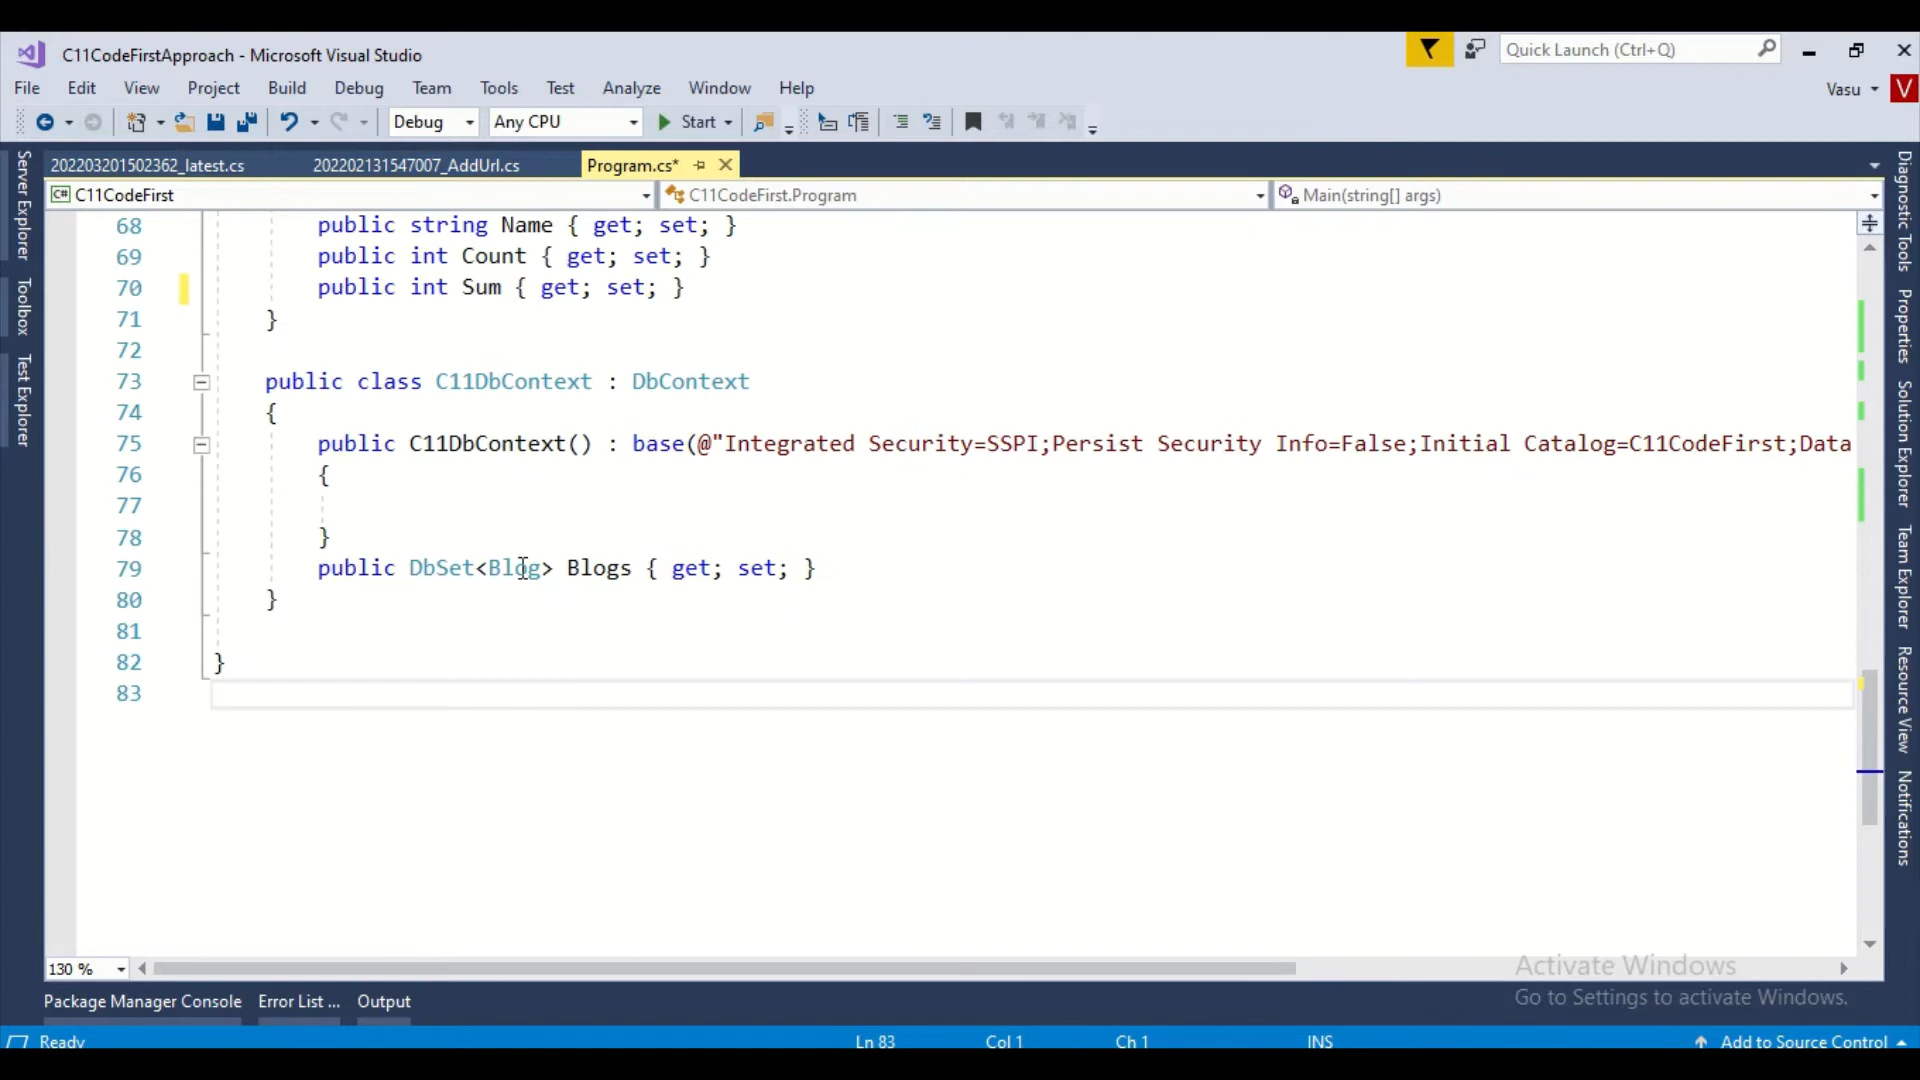 C11CodeFirstApproach - Microsoft Visual Studio
Quick Launch (Ctrl+Q)
File Edit View Project Build Debug Team Tools Test Analyze Window Help
Vasu V
Debug Any CPU Start
202203201502362_latest.cs 202202131547007_AddUrl.cs Program.cs*
C# C11CodeFirst C11CodeFirst.Program Main(string[] args)
Server Explorer
Toolbox
Test Explorer
68 public string Name { get; set; }
69 public int Count { get; set; }
70 public int Sum { get; set; }
71 }
72
73 public class C11DbContext : DbContext
74 {
75 public C11DbContext() : base(@"Integrated Security=SSPI;Persist Security Info=False;Initial Catalog=C11CodeFirst;Data
76 {
77
78 }
79 public DbSet<Blog> Blogs { get; set; }
80 }
81
82 }
83
Diagnostic Tools
Properties
Solution Explorer
Team Explorer
Resource View
Notifications
130 %
Activate Windows
Go to Settings to activate Windows.
Package Manager Console Error List ... Output
Ready Ln 83 Col 1 Ch 1 INS Add to Source Control